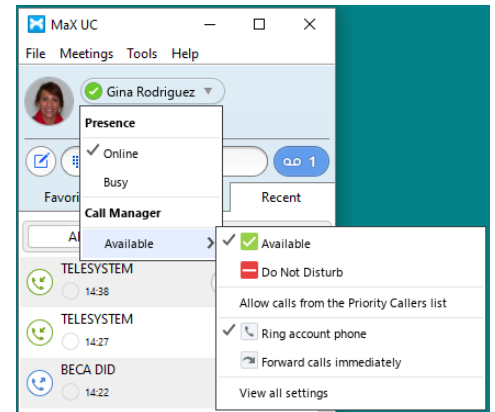 MaX UC
File Meetings Tools Help
Gina Rodriguez
Presence
Online
Busy
Call Manager
Available
1
Recent
TELESYSTEM
14:38
TELESYSTEM
14:27
BECA DID
14:22
Available
Do Not Disturb
Allow calls from the Priority Callers list
Ring account phone
Forward calls immediately
View all settings